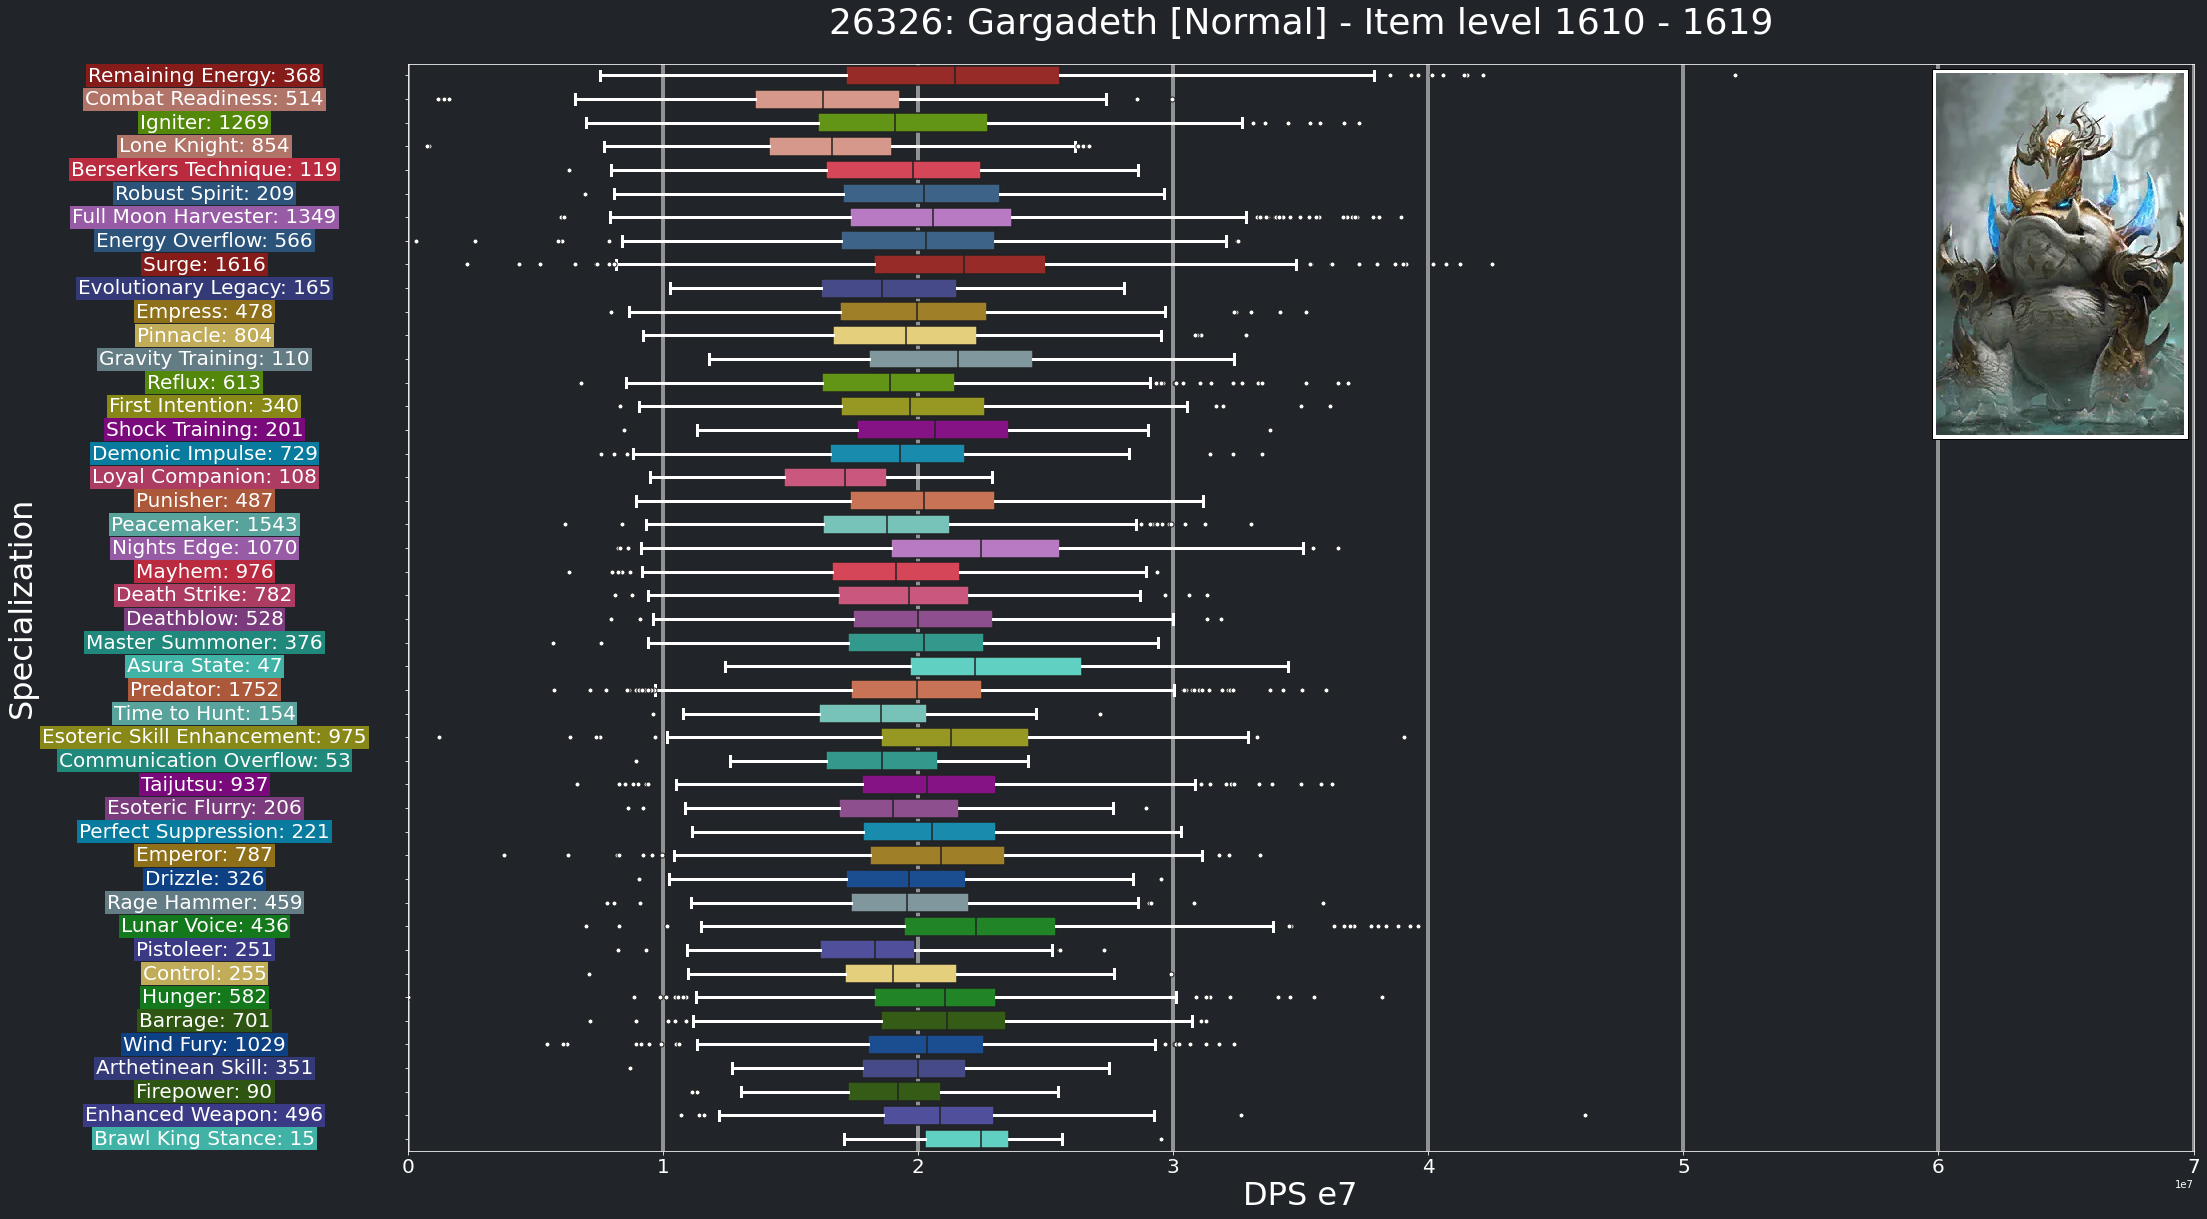 26326: Gargadeth [Normal] - Item level 1610 - 1619
Specialization
Remaining Energy: 368
Combat Readiness: 514
Igniter: 1269
Lone Knight: 854
Berserkers Technique: 119
Robust Spirit: 209
Full Moon Harvester: 1349
Energy Overflow: 566
Surge: 1616
Evolutionary Legacy: 165
Empress: 478
Pinnacle: 804
Gravity Training: 110
Reflux: 613
First Intention: 340
Shock Training: 201
Demonic Impulse: 729
Loyal Companion: 108
Punisher: 487
Peacemaker: 1543
Nights Edge: 1070
Mayhem: 976
Death Strike: 782
Deathblow: 528
Master Summoner: 376
Asura State: 47
Predator: 1752
Time to Hunt: 154
Esoteric Skill Enhancement: 975
Communication Overflow: 53
Taijutsu: 937
Esoteric Flurry: 206
Perfect Suppression: 221
Emperor: 787
Drizzle: 326
Rage Hammer: 459
Lunar Voice: 436
Pistoleer: 251
Control: 255
Hunger: 582
Barrage: 701
Wind Fury: 1029
Arthetinean Skill: 351
Firepower: 90
Enhanced Weapon: 496
Brawl King Stance: 15
0 1 2 3 4 5 6 7
DPS e7
1e7